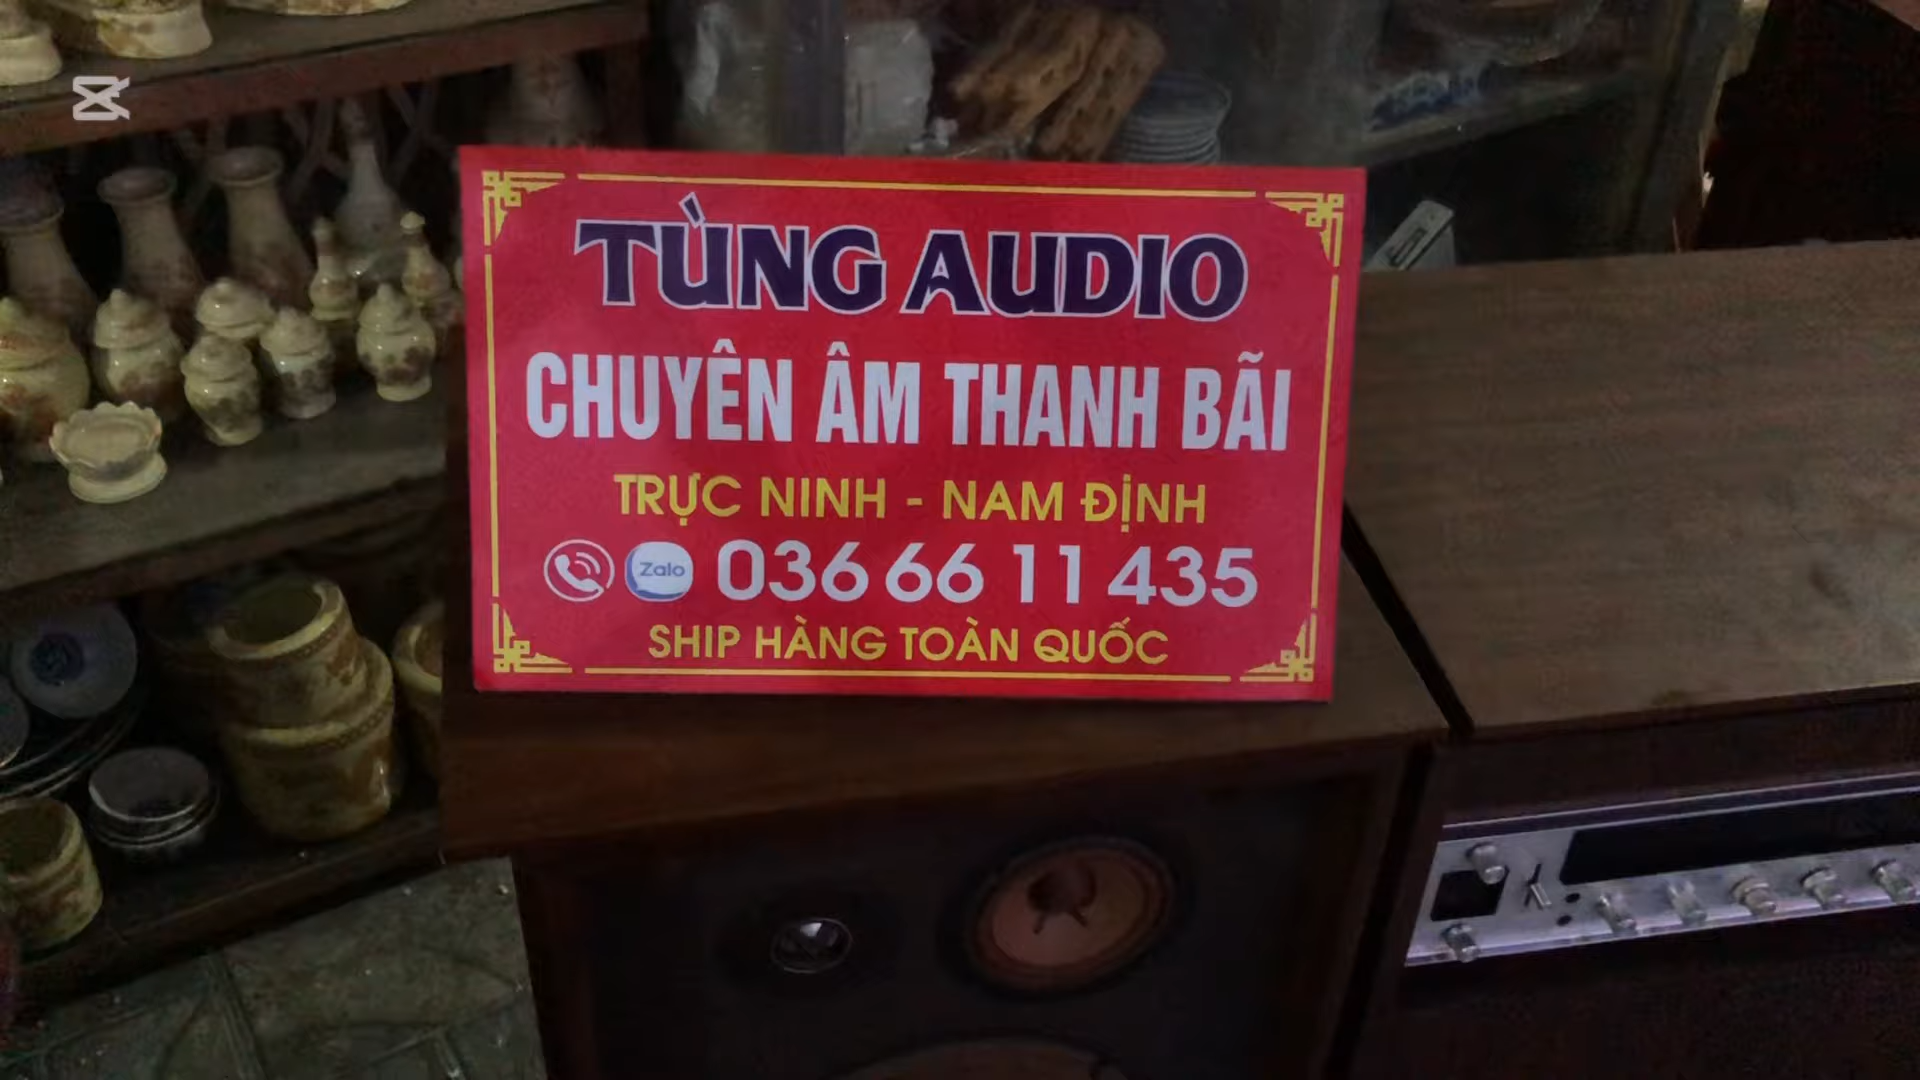 TÙNG AUDIO
CHUYÊN ÂM THANH BÃI
TRỰC NINH - NAM ĐỊNH
Zalo 036 66 11 435
SHIP HÀNG TOÀN QUỐC